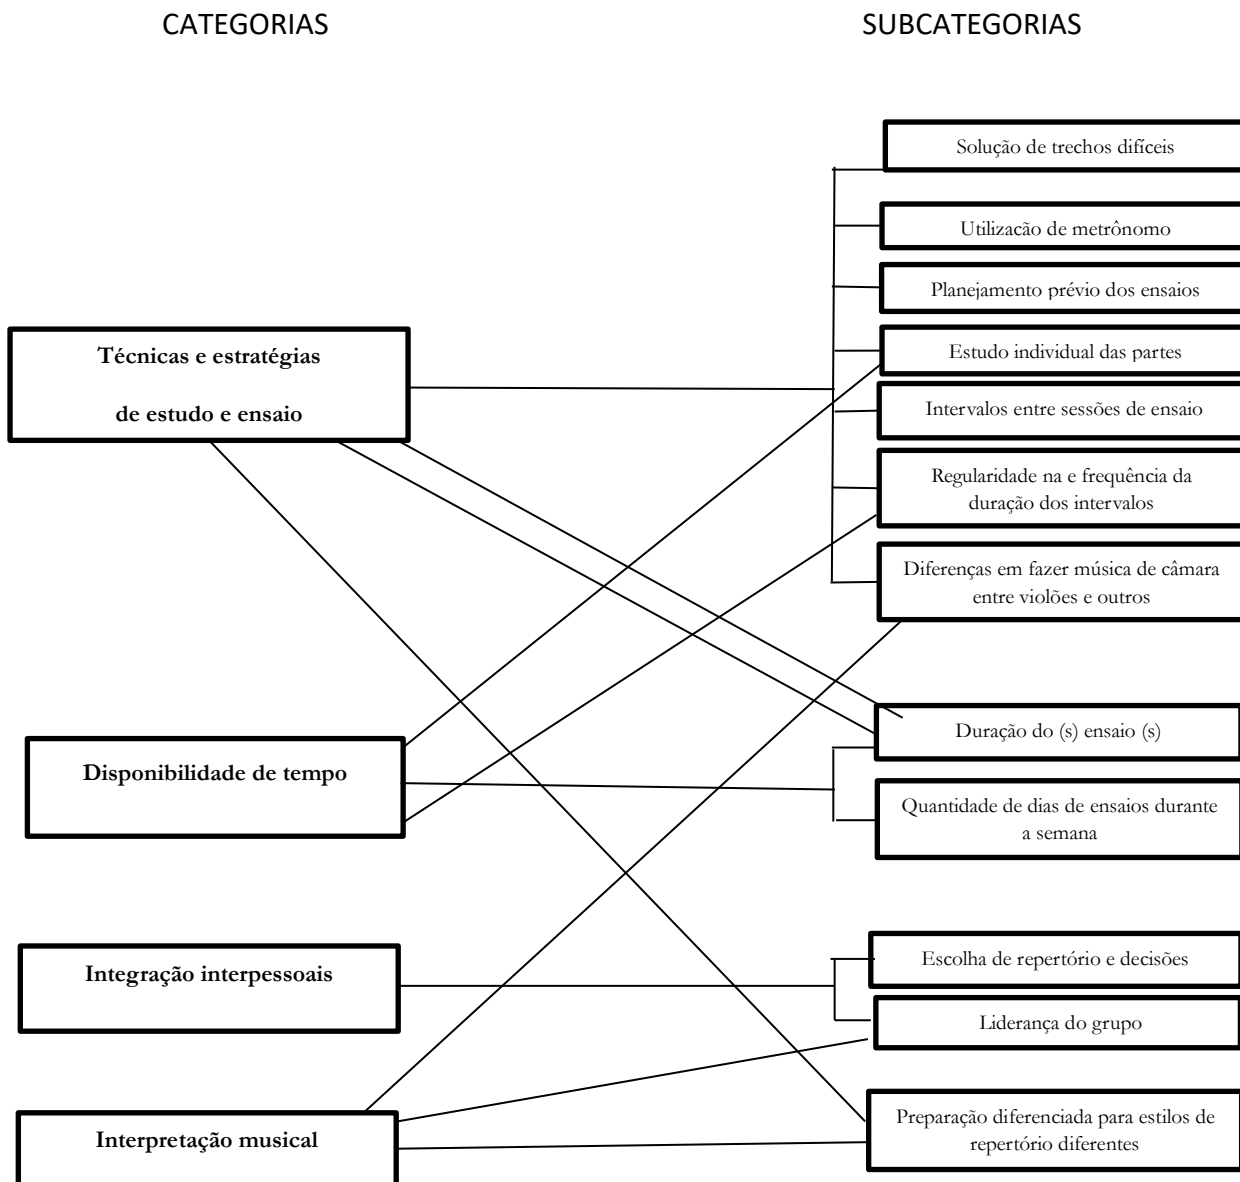 CATEGORIAS
SUBCATEGORIAS
Solução de trechos difíceis
Utilizacão de metrônomo
Planejamento prévio dos ensaios
Técnicas e estratégias
de estudo e ensaio
Estudo individual das partes
Intervalos entre sessões de ensaio
Regularidade na e frequência da
duração dos intervalos
Diferenças em fazer música de câmara
entre violões e outros
Disponibilidade de tempo
Duração do (s) ensaio (s)
Quantidade de dias de ensaios durante
a semana
Integração interpessoais
Escolha de repertório e decisões
Liderança do grupo
Interpretação musical
Preparação diferenciada para estilos de
repertório diferentes